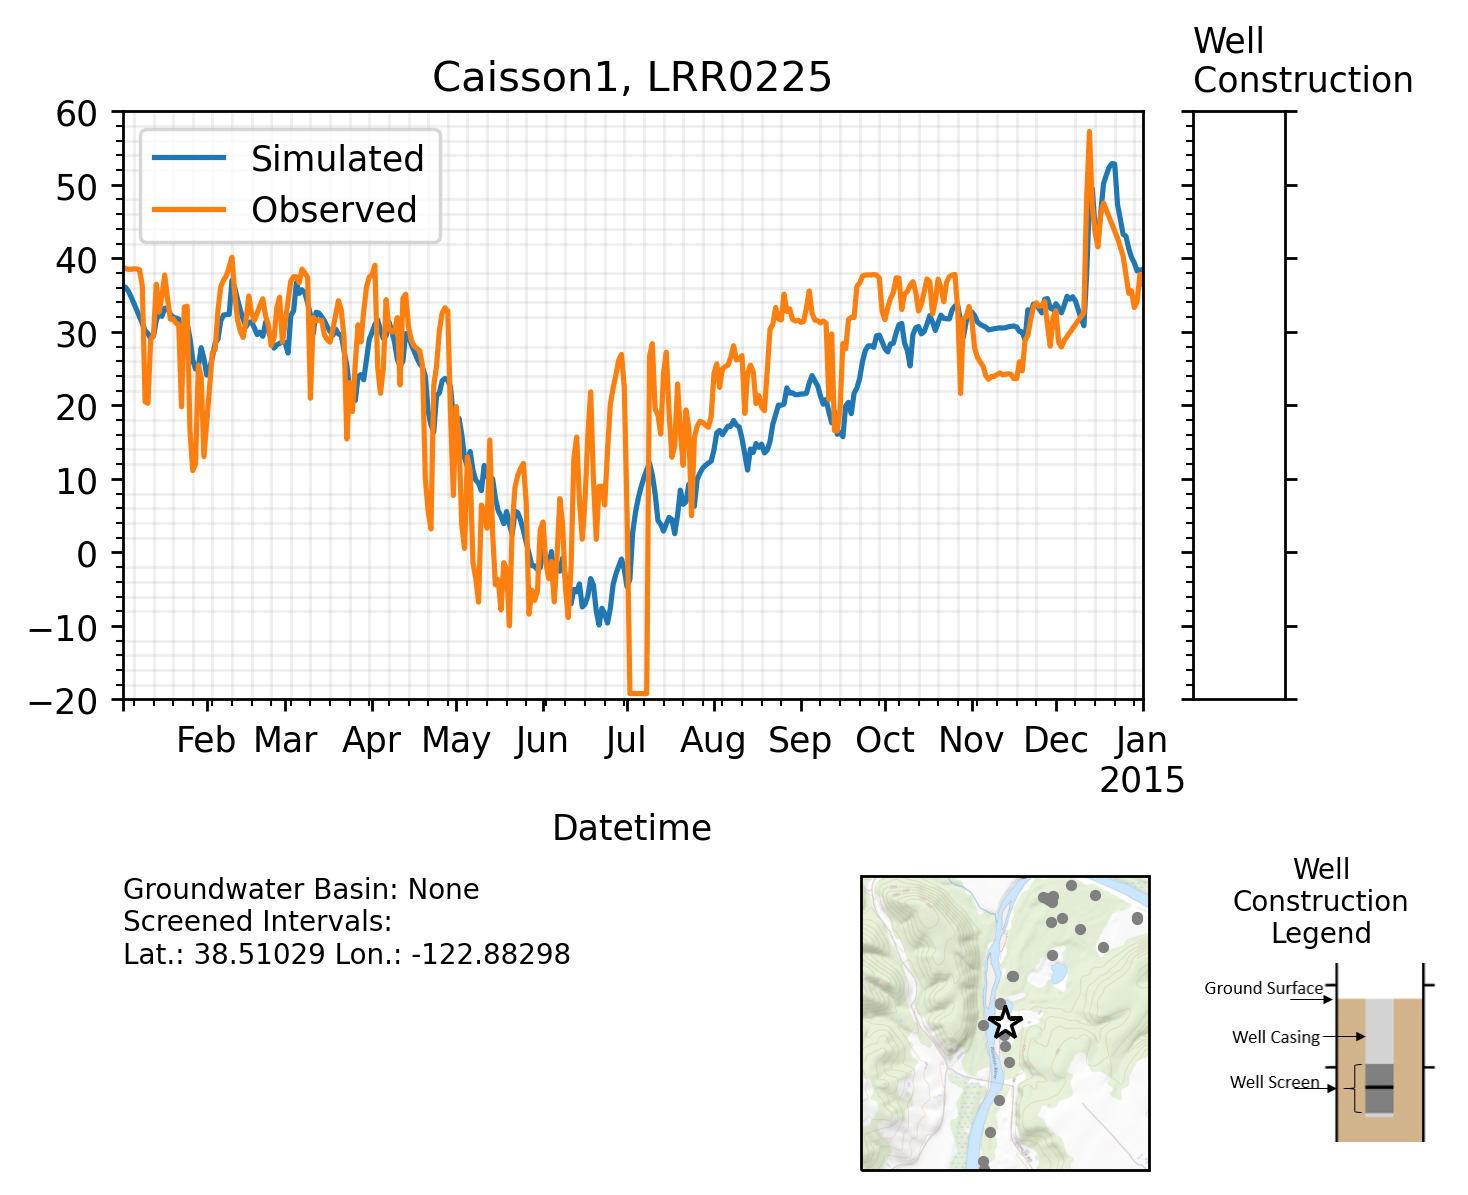 Well
Construction
Caisson1, LRR0225
Simulated
Observed
60
50
40
30
20
10
0
−10
−20
Feb Mar Apr May Jun Jul Aug Sep Oct Nov Dec Jan
2015
Datetime
Groundwater Basin: None
Screened Intervals:
Lat.: 38.51029 Lon.: -122.88298
Well
Construction
Legend
Ground Surface
Well Casing
Well Screen